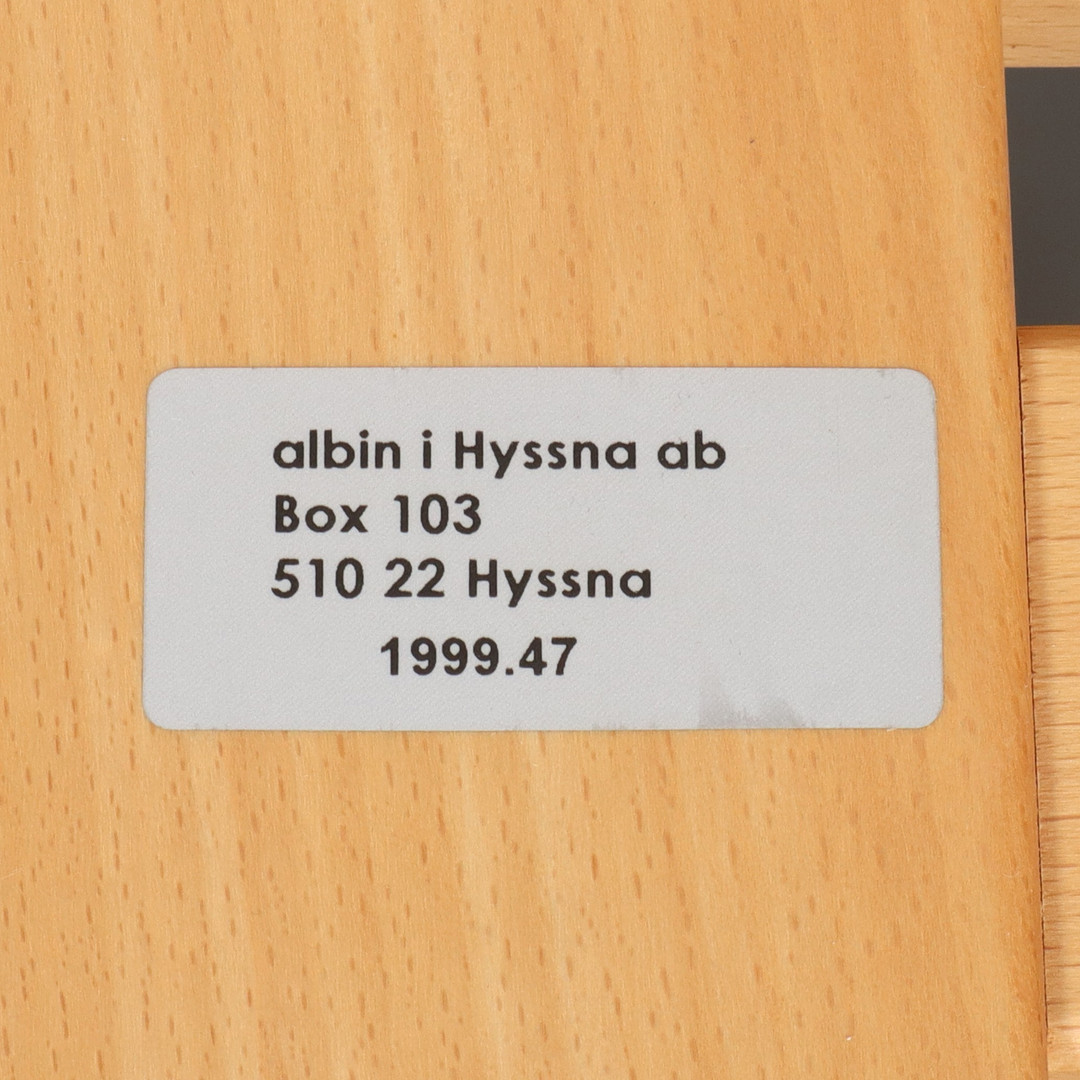 albin i Hyssna ab
Box 103
510 22 Hyssna
1999.47